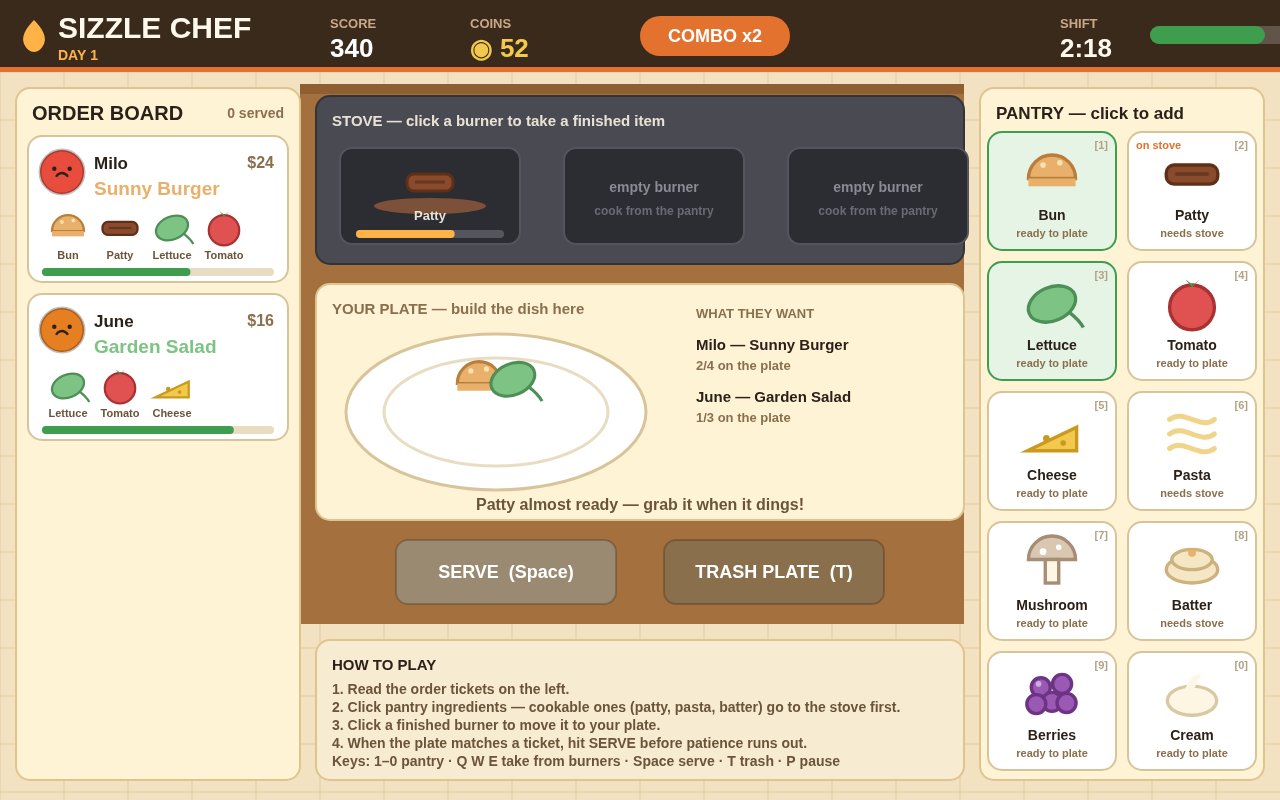 SIZZLE CHEF
DAY 1
SCORE
340
COINS
52
COMBO x2
SHIFT
2:18
ORDER BOARD
0 served
Milo
$24
Sunny Burger
Bun Patty Lettuce Tomato
June
$16
Garden Salad
Lettuce Tomato Cheese
STOVE — click a burner to take a finished item
Patty
empty burner
cook from the pantry
empty burner
cook from the pantry
YOUR PLATE — build the dish here
WHAT THEY WANT
Milo — Sunny Burger
2/4 on the plate
June — Garden Salad
1/3 on the plate
Patty almost ready — grab it when it dings!
SERVE (Space)
TRASH PLATE (T)
HOW TO PLAY
1. Read the order tickets on the left.
2. Click pantry ingredients — cookable ones (patty, pasta, batter) go to the stove first.
3. Click a finished burner to move it to your plate.
4. When the plate matches a ticket, hit SERVE before patience runs out.
Keys: 1–0 pantry · Q W E take from burners · Space serve · T trash · P pause
PANTRY — click to add
[1]
Bun
ready to plate
on stove
[2]
Patty
needs stove
[3]
Lettuce
ready to plate
[4]
Tomato
ready to plate
[5]
Cheese
ready to plate
[6]
Pasta
needs stove
[7]
Mushroom
ready to plate
[8]
Batter
needs stove
[9]
Berries
ready to plate
[0]
Cream
ready to plate